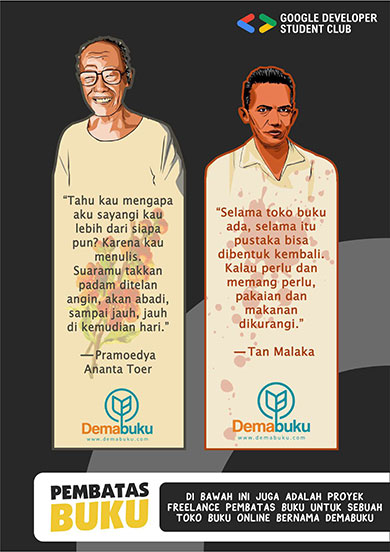 GOOGLE DEVELOPER
STUDENT CLUB
“Tahu kau mengapa
aku sayangi kau
lebih dari siapa
pun? Karena kau
menulis.
Suaramu takkan
padam ditelan
angin, akan abadi,
sampai jauh, jauh
di kemudian hari.”
—Pramoedya
Ananta Toer
Demabuku
www.demabuku.com
“Selama toko buku
ada, selama itu
pustaka bisa
dibentuk kembali.
Kalau perlu dan
memang perlu,
pakaian dan
makanan
dikurangi.”
—Tan Malaka
Demabuku
www.demabuku.com
PEMBATAS
BUKU
DI BAWAH INI JUGA ADALAH PROYEK
FREELANCE PEMBATAS BUKU UNTUK SEBUAH
TOKO BUKU ONLINE BERNAMA DEMABUKU